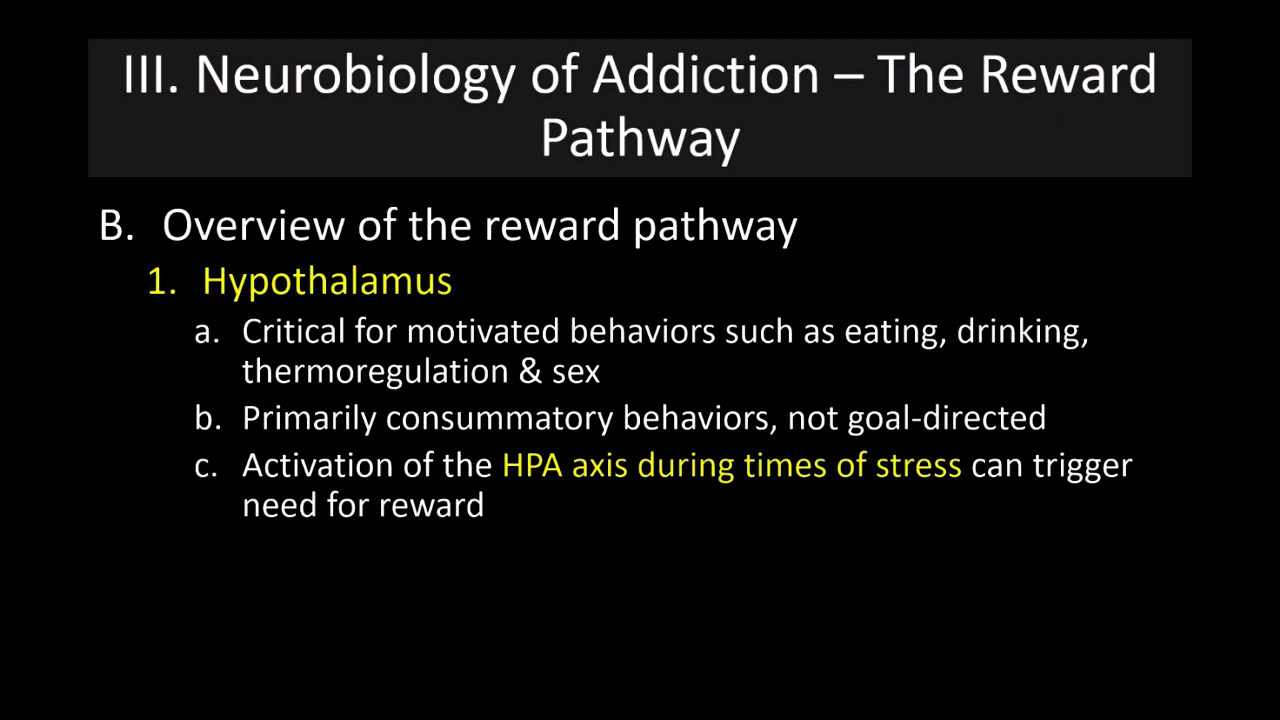 III. Neurobiology of Addiction – The Reward
Pathway
B. Overview of the reward pathway
1. Hypothalamus
a. Critical for motivated behaviors such as eating, drinking,
thermoregulation & sex
b. Primarily consummatory behaviors, not goal-directed
c. Activation of the HPA axis during times of stress can trigger
need for reward